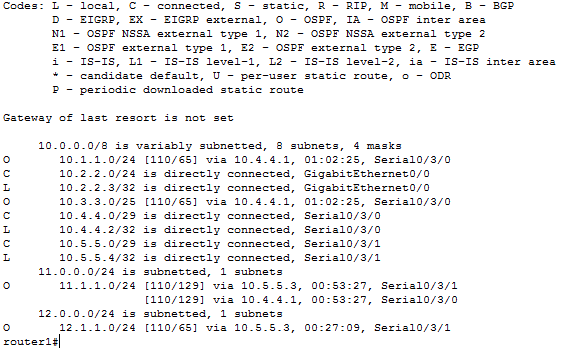 Codes: L - local, C - connected, S - static, R - RIP, M - mobile, B - BGP
D - EIGRP, EX - EIGRP external, O - OSPF, IA - OSPF inter area
N1 - OSPF NSSA external type 1, N2 - OSPF NSSA external type 2
E1 - OSPF external type 1, E2 - OSPF external type 2, E - EGP
i - IS-IS, L1 - IS-IS level-1, L2 - IS-IS level-2, ia - IS-IS inter area
* - candidate default, U - per-user static route, o - ODR
P - periodic downloaded static route
Gateway of last resort is not set
10.0.0.0/8 is variably subnetted, 8 subnets, 4 masks
O 10.1.1.0/24 [110/65] via 10.4.4.1, 01:02:25, Serial0/3/0
C 10.2.2.0/24 is directly connected, GigabitEthernet0/0
L 10.2.2.3/32 is directly connected, GigabitEthernet0/0
O 10.3.3.0/25 [110/65] via 10.4.4.1, 01:02:25, Serial0/3/0
C 10.4.4.0/29 is directly connected, Serial0/3/0
L 10.4.4.2/32 is directly connected, Serial0/3/0
C 10.5.5.0/29 is directly connected, Serial0/3/1
L 10.5.5.4/32 is directly connected, Serial0/3/1
11.0.0.0/24 is subnetted, 1 subnets
O 11.1.1.0/24 [110/129] via 10.5.5.3, 00:53:27, Serial0/3/1
[110/129] via 10.4.4.1, 00:53:27, Serial0/3/0
12.0.0.0/24 is subnetted, 1 subnets
O 12.1.1.0/24 [110/65] via 10.5.5.3, 00:27:09, Serial0/3/1
router1#